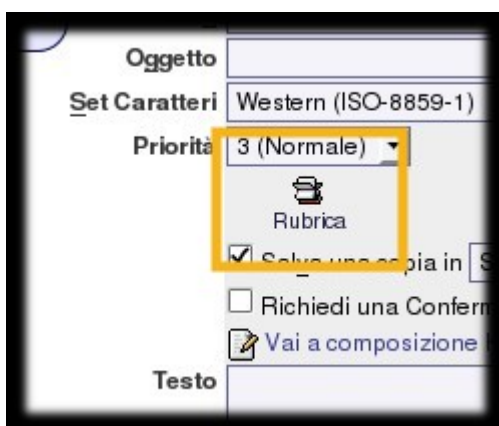 Oggetto
Set Caratteri Western (ISO-8859-1)
Priorità 3 (Normale)
Rubrica
Salva una copia in
Richiedi una Conferm
Vai a composizione
Testo